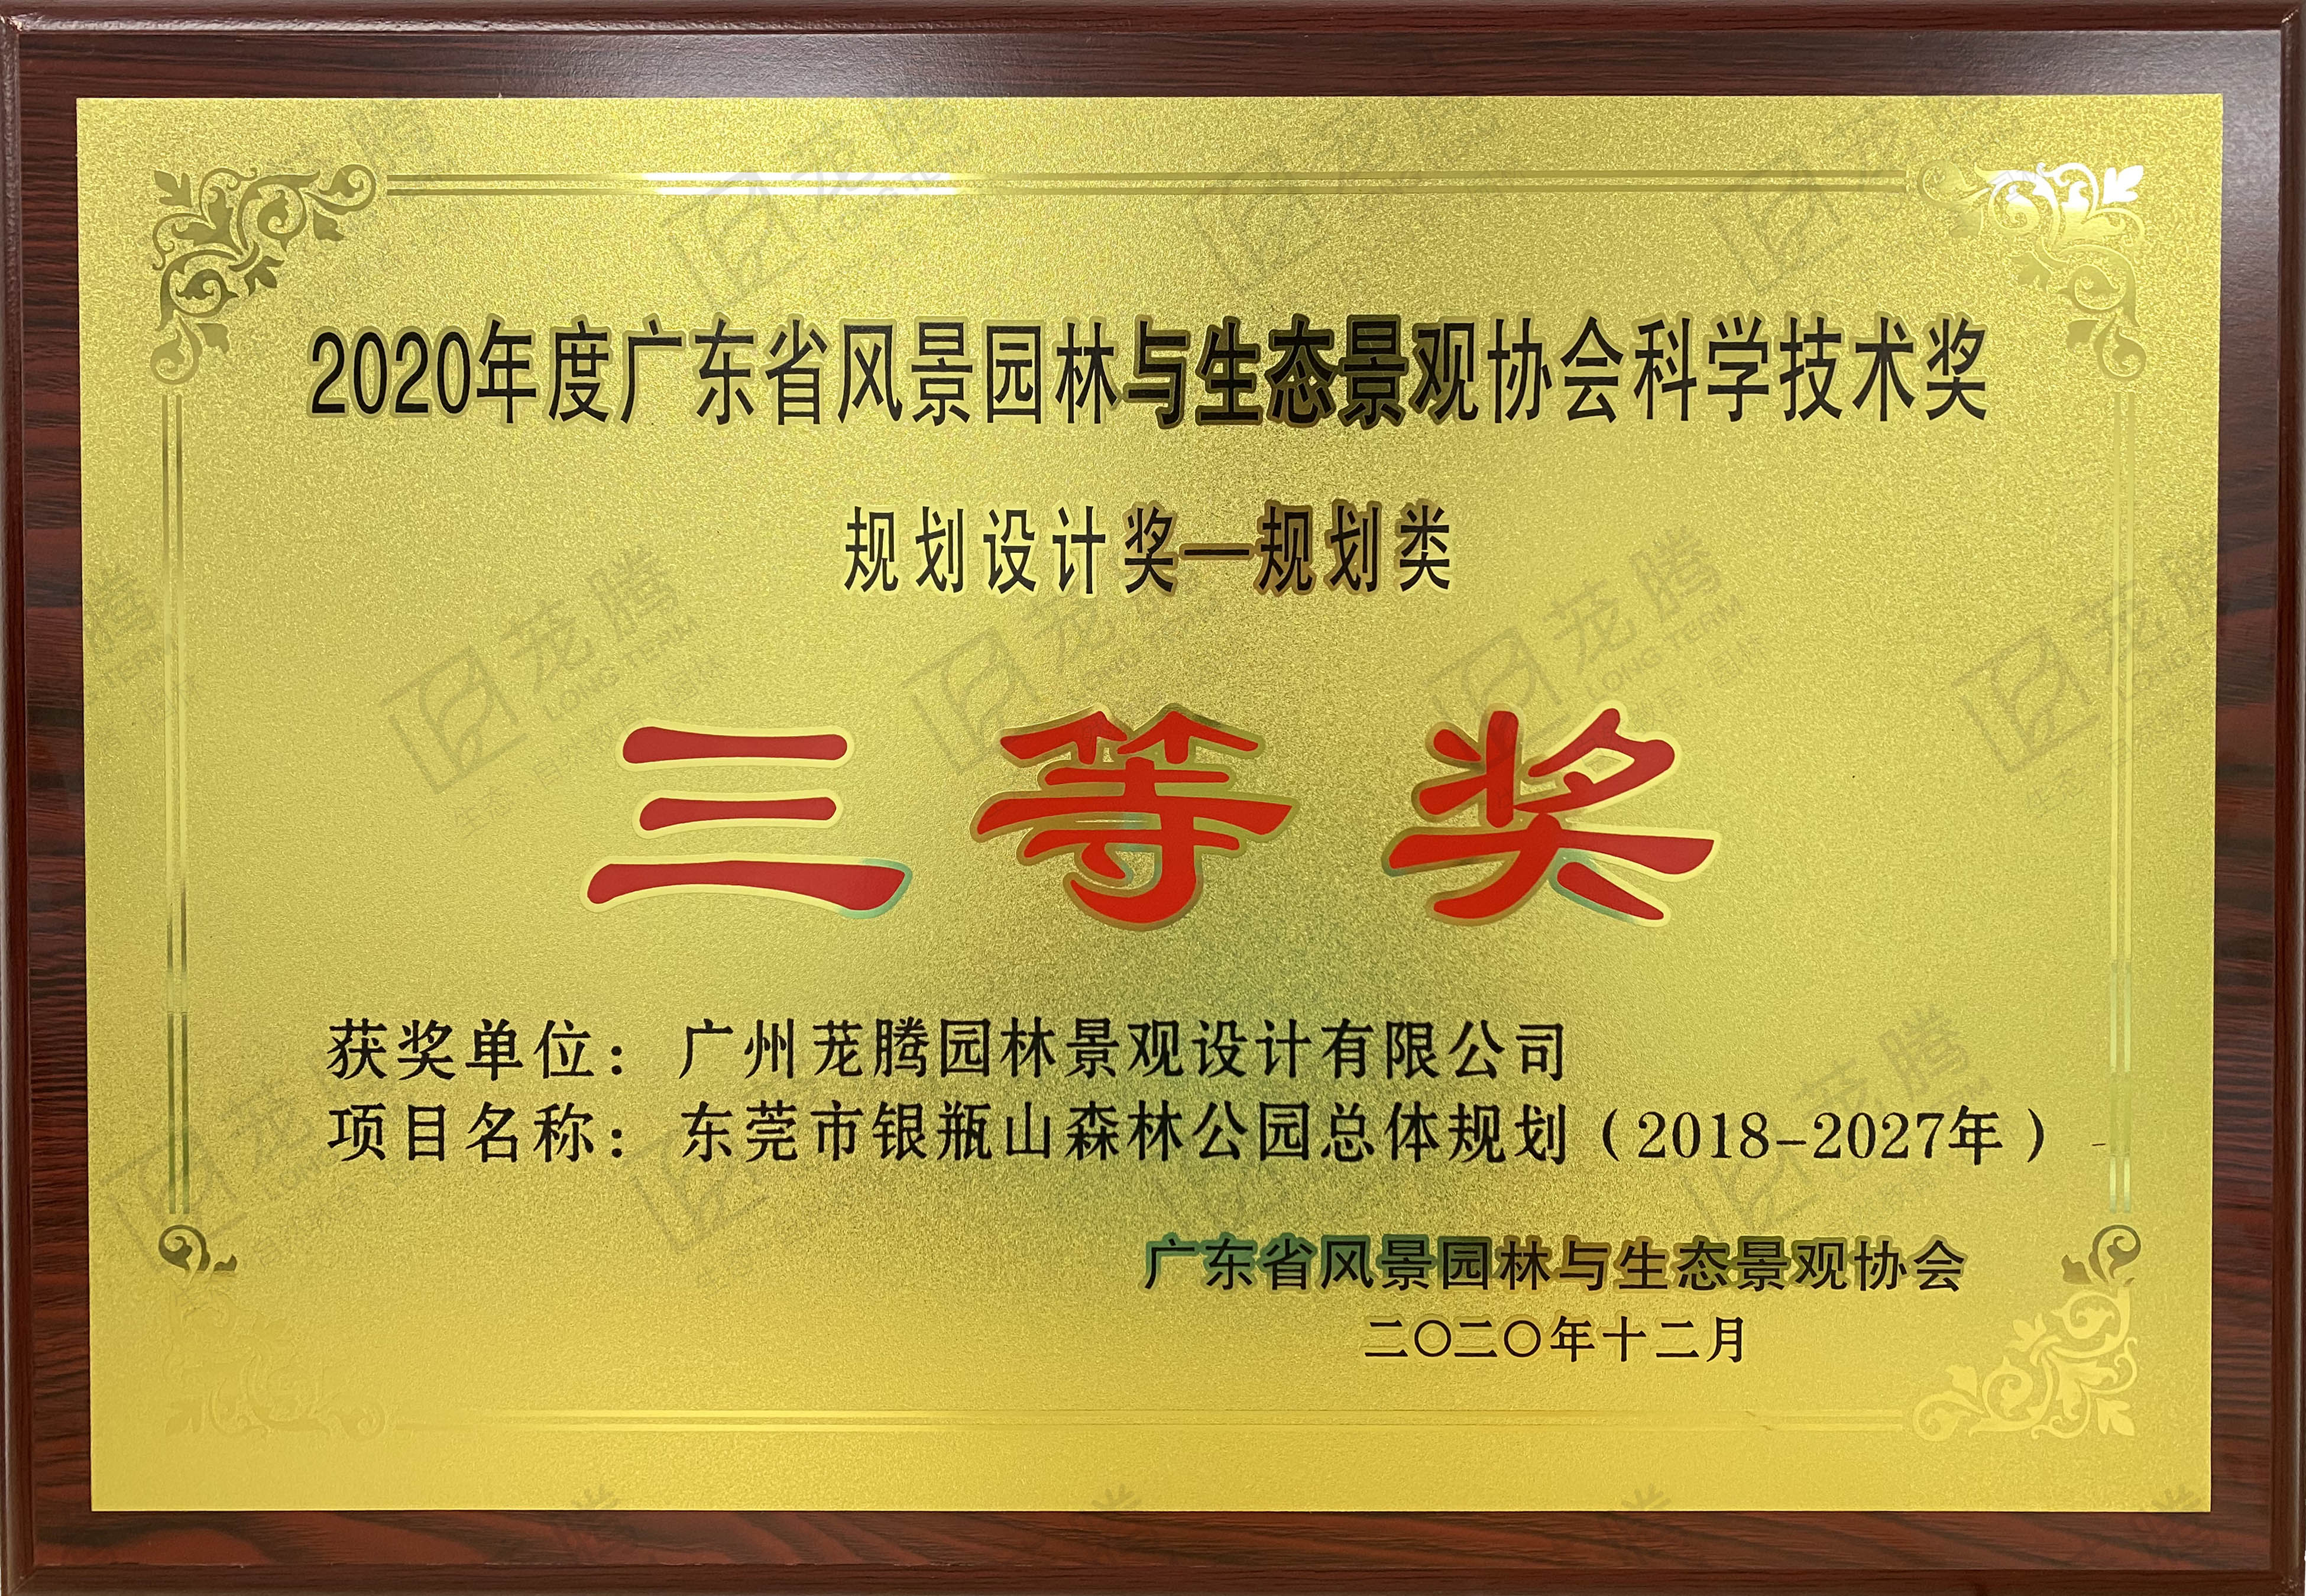 2020年度广东省风景园林与生态景观协会科学技术奖
规划设计奖—规划类
三等奖
获奖单位：广州茏腾园林景观设计有限公司
项目名称：东莞市银瓶山森林公园总体规划（2018-2027年）
广东省风景园林与生态景观协会
二〇二〇年十二月
茏腾
LONG TERM